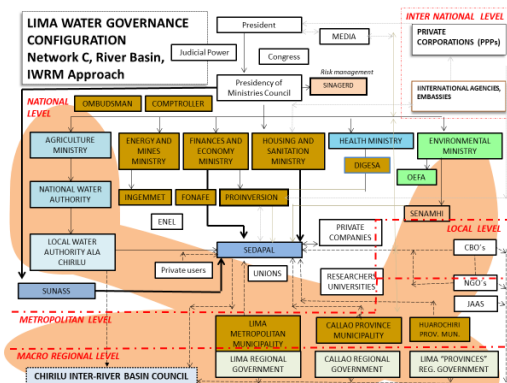 LIMA WATER GOVERNANCE
CONFIGURATION
Network C, River Basin,
IWRM Approach
President
MEDIA
Judicial Power
Congress
Presidency of
Ministries Council
Risk management
SINAGERD
INTER NATIONAL LEVEL
PRIVATE
CORPORATIONS (PPPs)
IINTERNATIONAL AGENCIES,
EMBASSIES
NATIONAL
LEVEL
OMBUDSMAN
COMPTROLLER
AGRICULTURE
MINISTRY
ENERGY AND
MINES
MINISTRY
FINANCES AND
ECONOMY
MINISTRY
HOUSING AND
SANITATION
MINISTRY
HEALTH MINISTRY
ENVIRONMENTAL
MINISTRY
DIGESA
OEFA
NATIONAL WATER
AUTHORITY
INGEMMET
FONAFE
PROINVERSION
SENAMHI
ENEL
LOCAL LEVEL
LOCAL WATER
AUTHORITY ALA
CHIRILU
SEDAPAL
PRIVATE
COMPANIES
CBO´s
Private users
UNIONS
RESEARCHERS
UNIVERSITIES
NGO´s
SUNASS
JAAS
METROPOLITAN LEVEL
LIMA
METROPOLITAN
MUNICIPALITY
CALLAO PROVINCE
MUNICIPALITY
HUAROCHIRI
PROV. MUN.
MACRO REGIONAL LEVEL
LIMA REGIONAL
GOVERNMENT
CALLAO REGIONAL
GOVERNMENT
LIMA "PROVINCES"
REG. GOVERNMENT
CHIRILU INTER-RIVER BASIN COUNCIL